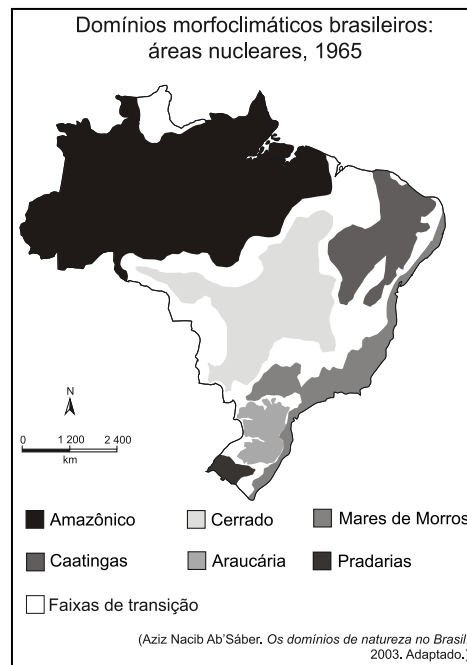 Domínios morfoclimáticos brasileiros:
áreas nucleares, 1965
N
0 1 200 2 400
km
Amazônico Cerrado Mares de Morros
Caatingas Araucária Pradarias
Faixas de transição
(Aziz Nacib Ab'Sáber. Os domínios de natureza no Brasil,
2003. Adaptado.)